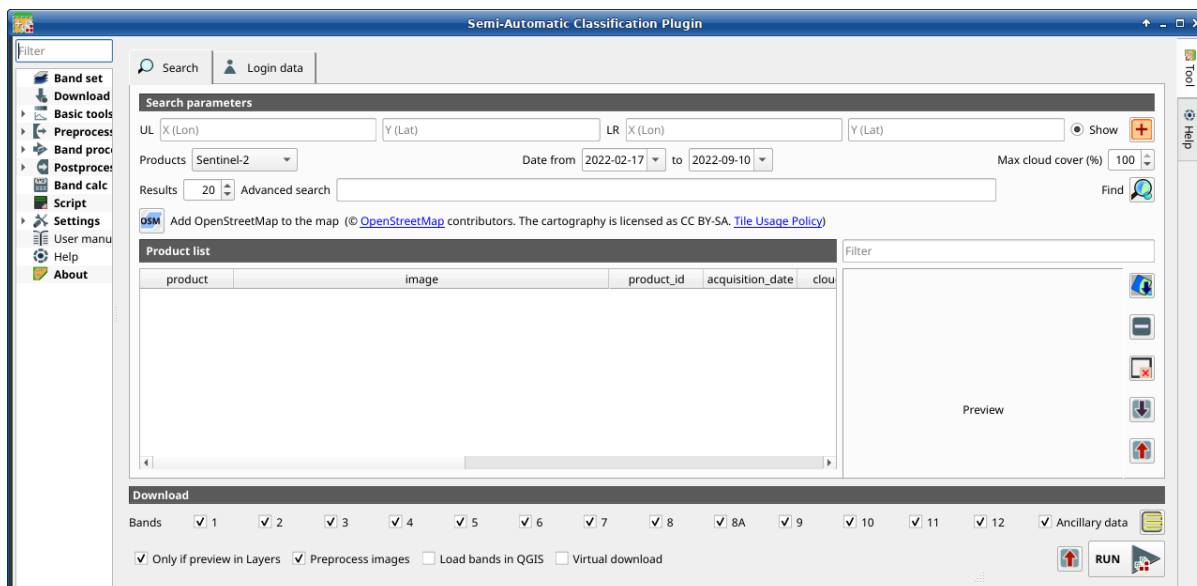 Semi-Automatic Classification Plugin
Filter
Band set
Download
Basic tools
Preprocess
Band proc
Postproces
Band calc
Script
Settings
User manu
Help
About
Search
Login data
Search parameters
UL X (Lon) Y (Lat) LR X (Lon) Y (Lat) Show
Products Sentinel-2 Date from 2022-02-17 to 2022-09-10 Max cloud cover (%) 100
Results 20 Advanced search Find
OSM Add OpenStreetMap to the map (© OpenStreetMap contributors. The cartography is licensed as CC BY-SA. Tile Usage Policy)
Product list Filter
product image product_id acquisition_date clou
Preview
Download
Bands 1 2 3 4 5 6 7 8 8A 9 10 11 12 Ancillary data
Only if preview in Layers Preprocess images Load bands in QGIS Virtual download RUN
Tool
Help